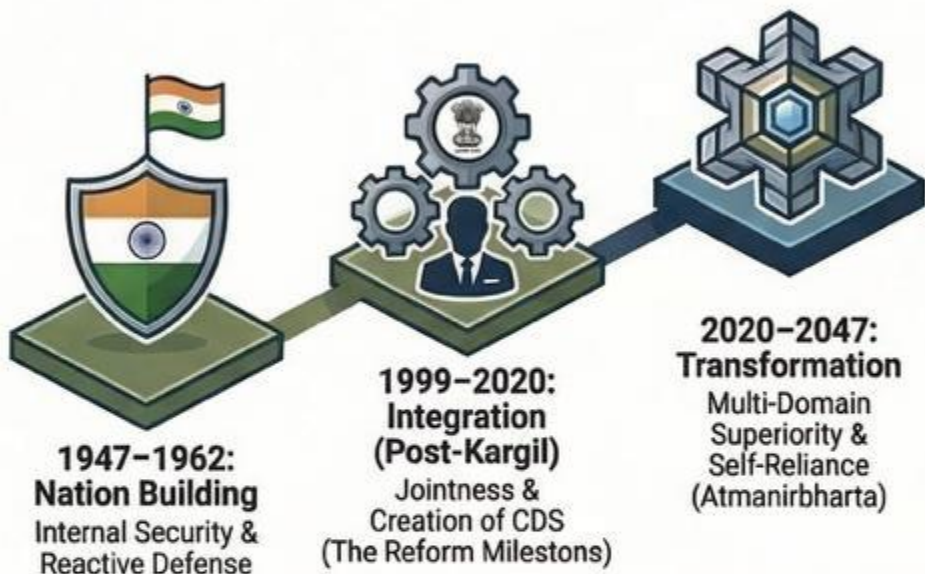 1947–1962:
Nation Building
Internal Security &
Reactive Defense
1999–2020:
Integration
(Post-Kargil)
Jointness &
Creation of CDS
(The Reform Milestons)
2020–2047:
Transformation
Multi-Domain
Superiority &
Self-Reliance
(Atmanirbharta)